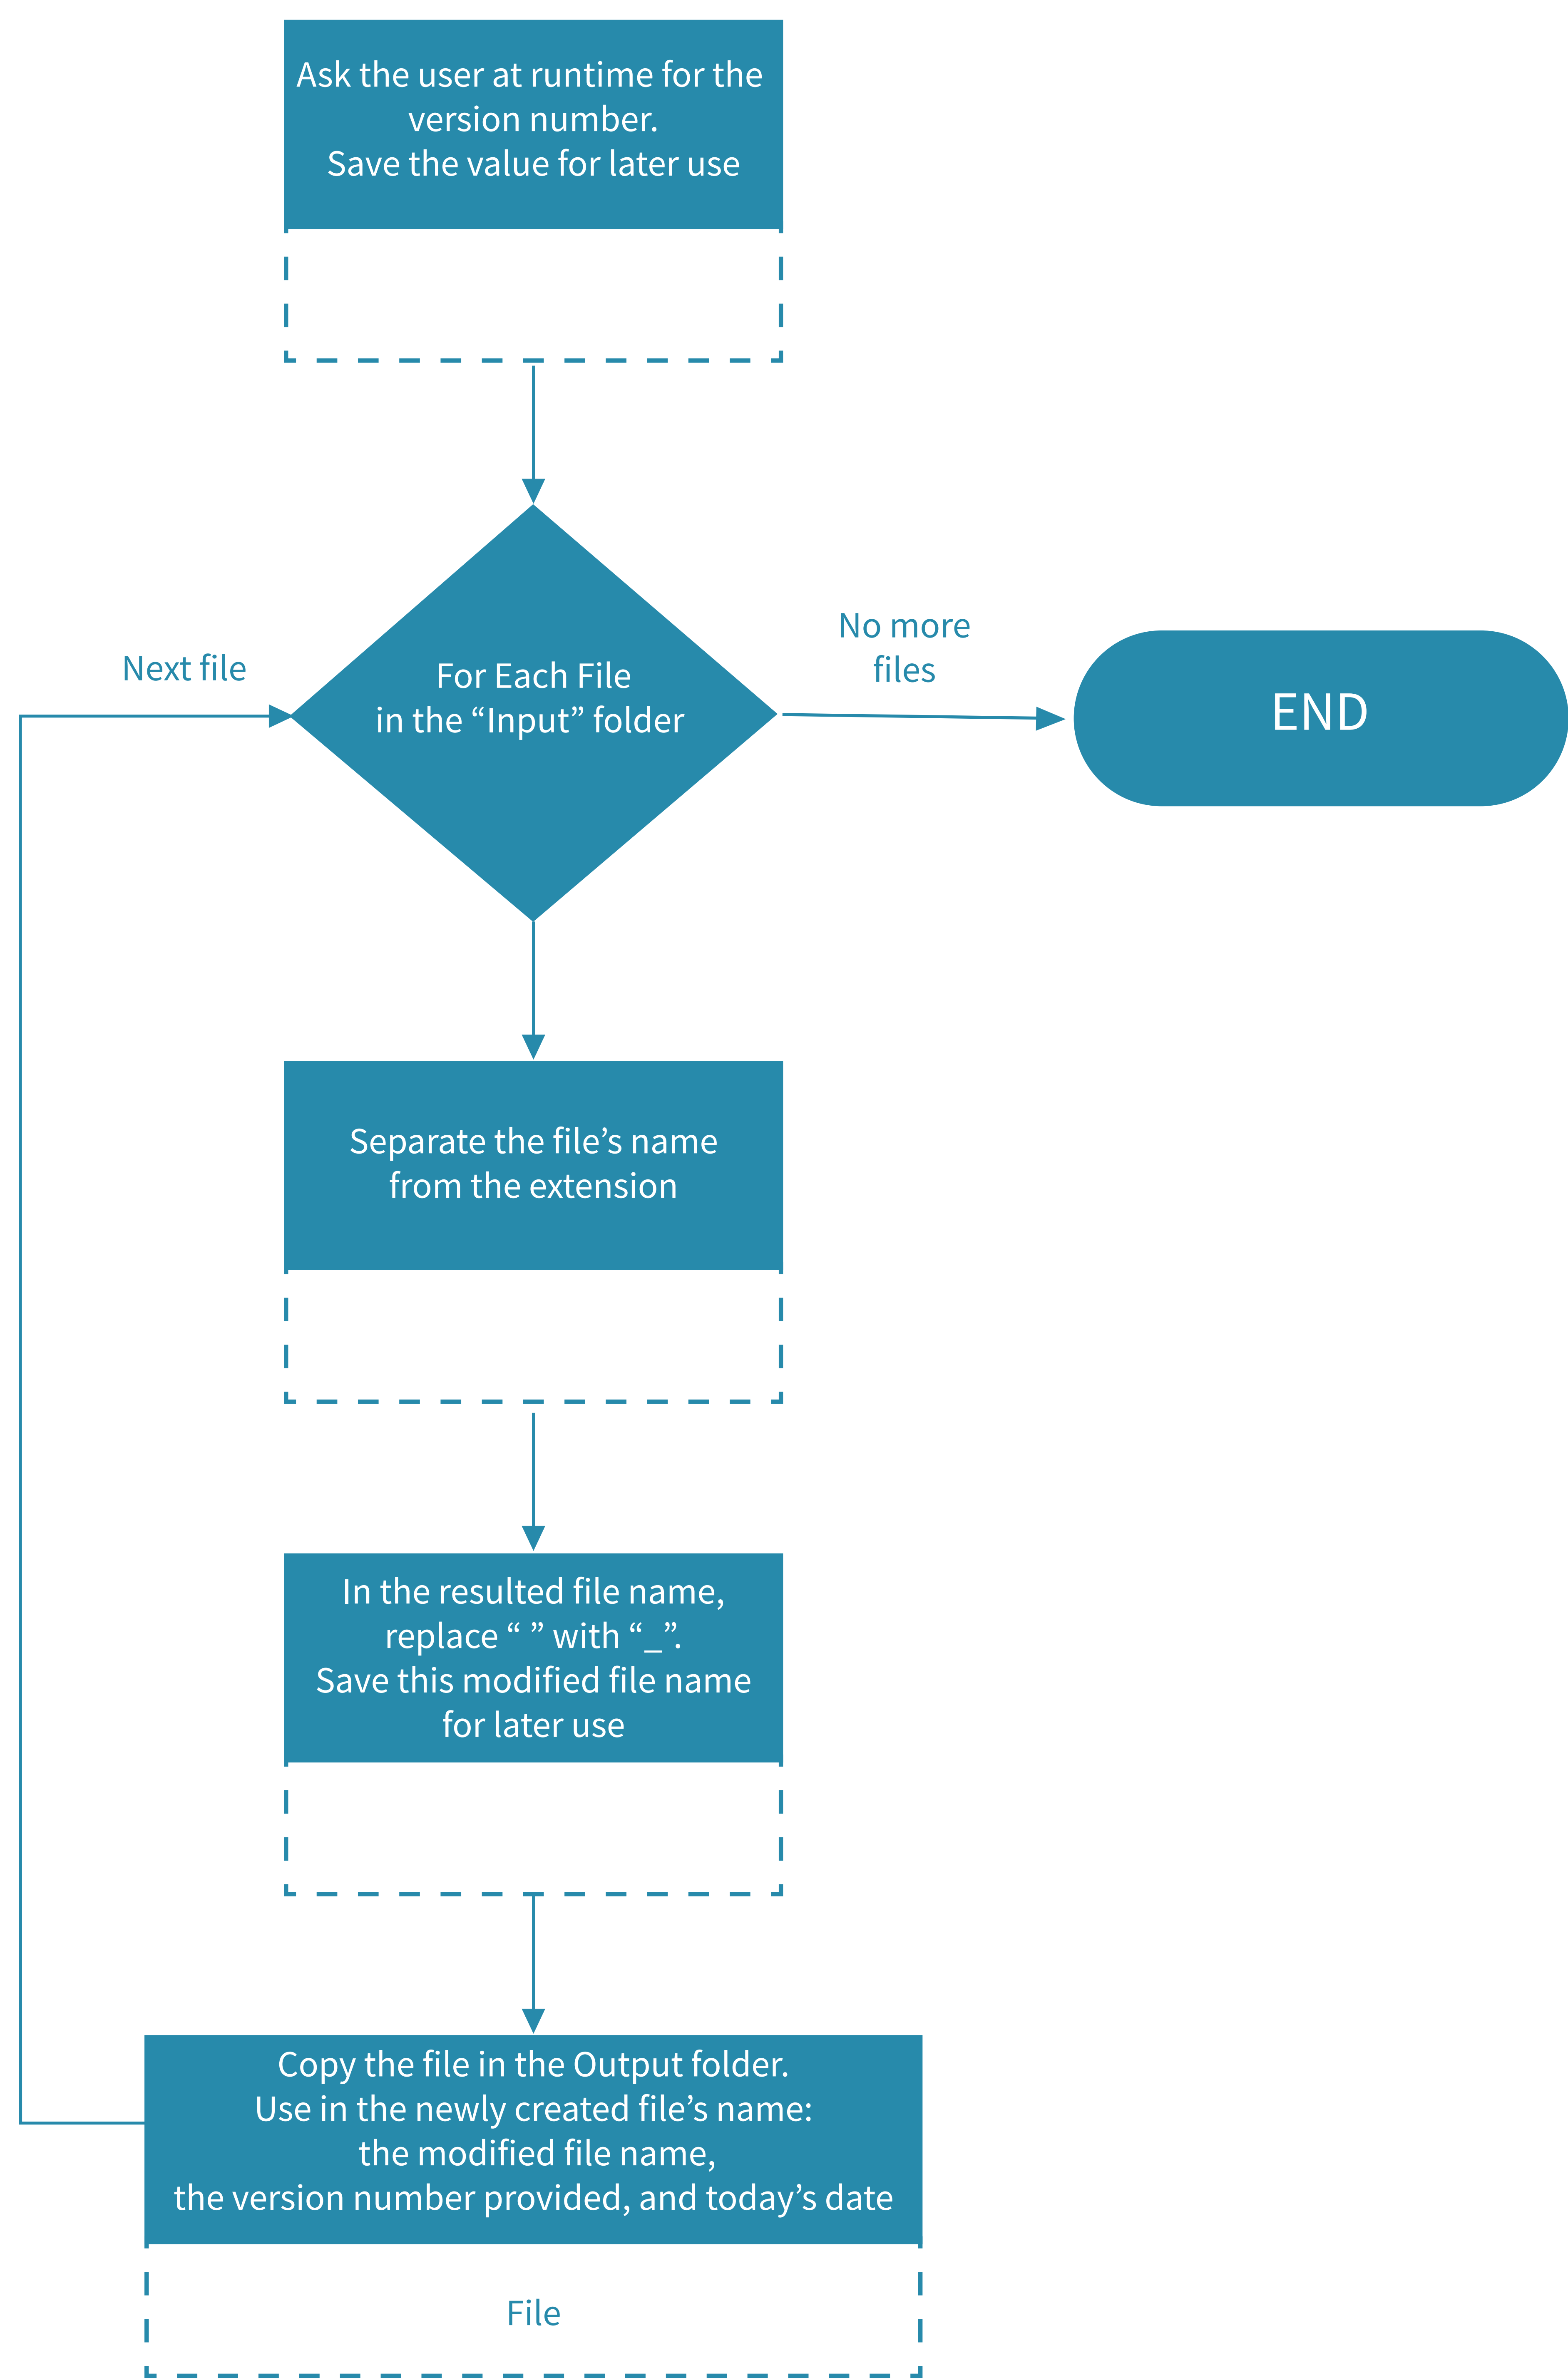 Ask the user at runtime for the
version number.
Save the value for later use
Next file
For Each File
in the “Input” folder
No more
files
END
Separate the file’s name
from the extension
In the resulted file name,
replace “ ” with “_”.
Save this modified file name
for later use
Copy the file in the Output folder.
Use in the newly created file’s name:
the modified file name,
the version number provided, and today’s date
File